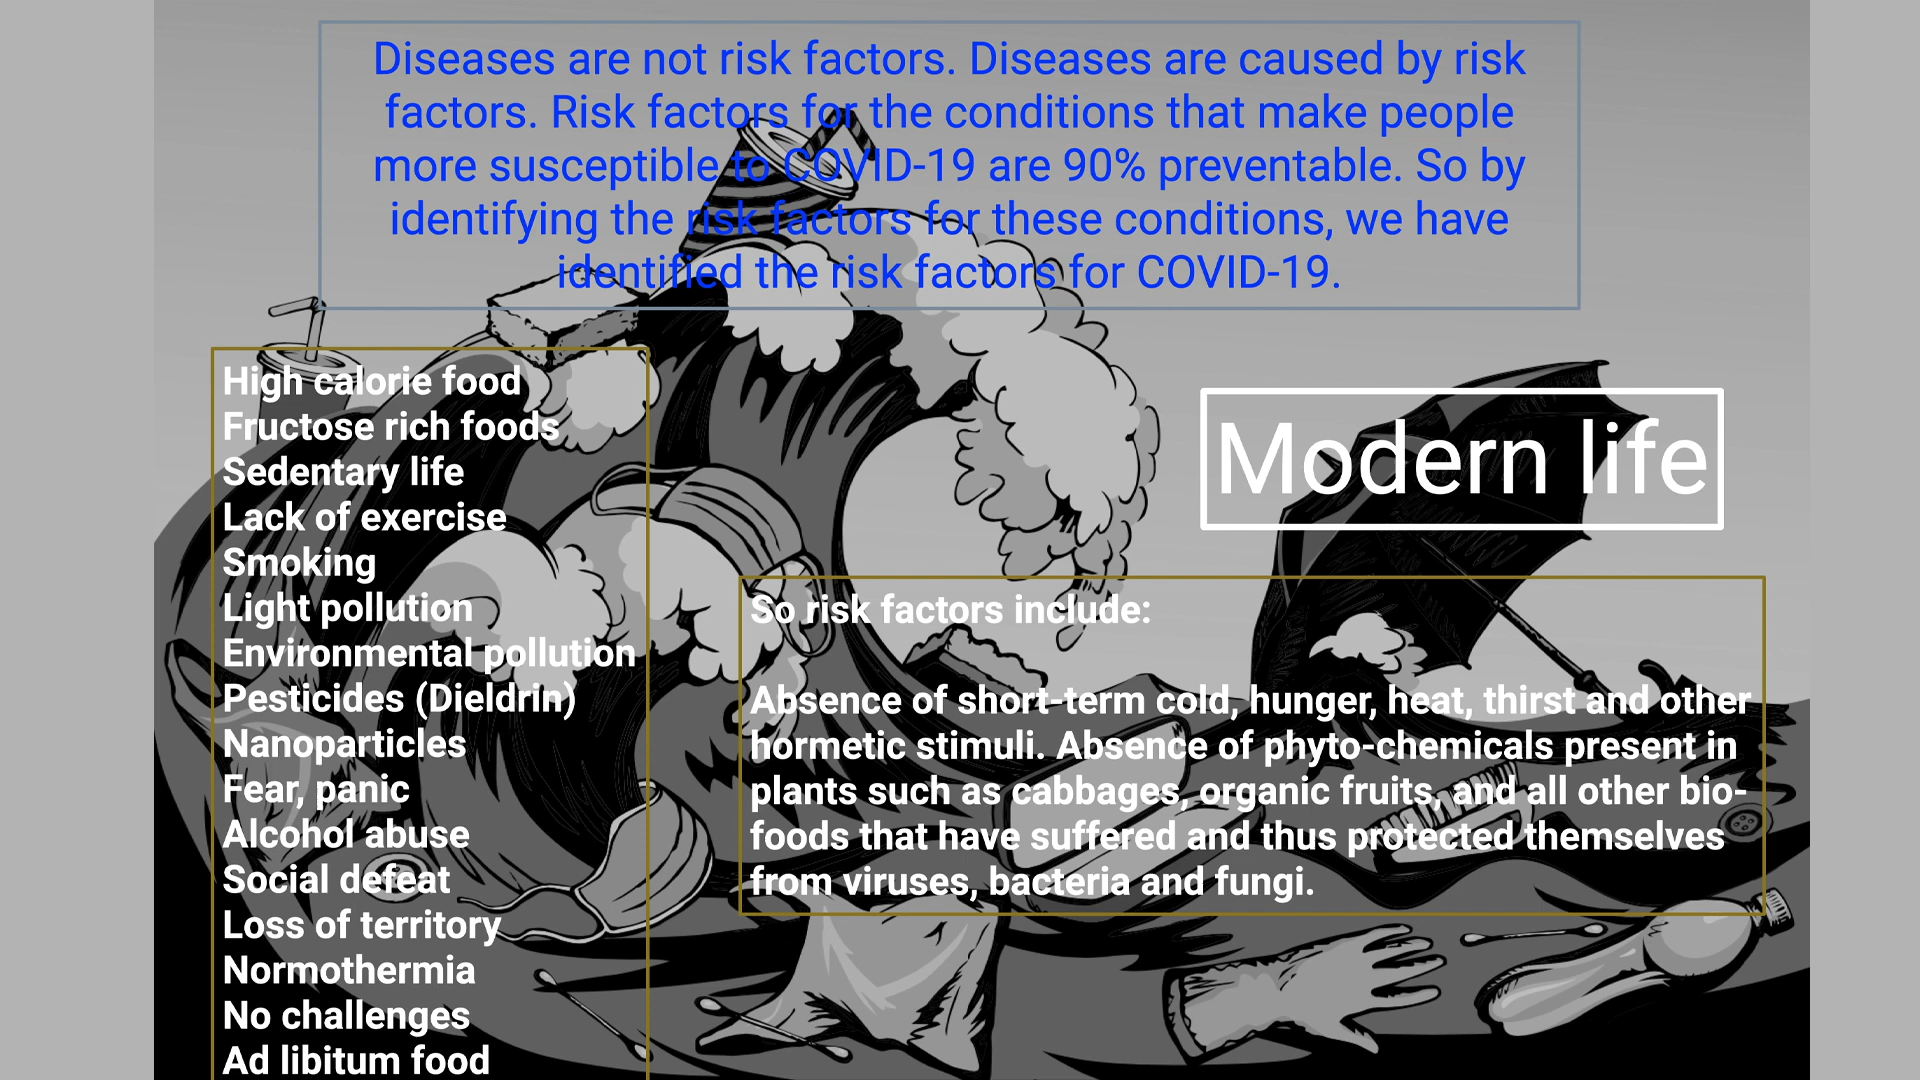 Diseases are not risk factors. Diseases are caused by risk
factors. Risk factors for the conditions that make people
more susceptible to COVID-19 are 90% preventable. So by
identifying the risk factors for these conditions, we have
identified the risk factors for COVID-19.
High calorie food
Fructose rich foods
Sedentary life
Lack of exercise
Smoking
Light pollution
Environmental pollution
Pesticides (Dieldrin)
Nanoparticles
Fear, panic
Alcohol abuse
Social defeat
Loss of territory
Normothermia
No challenges
Ad libitum food
Modern life
So risk factors include:
Absence of short-term cold, hunger, heat, thirst and other
hormetic stimuli. Absence of phyto-chemicals present in
plants such as cabbages, organic fruits, and all other bio-
foods that have suffered and thus protected themselves
from viruses, bacteria and fungi.